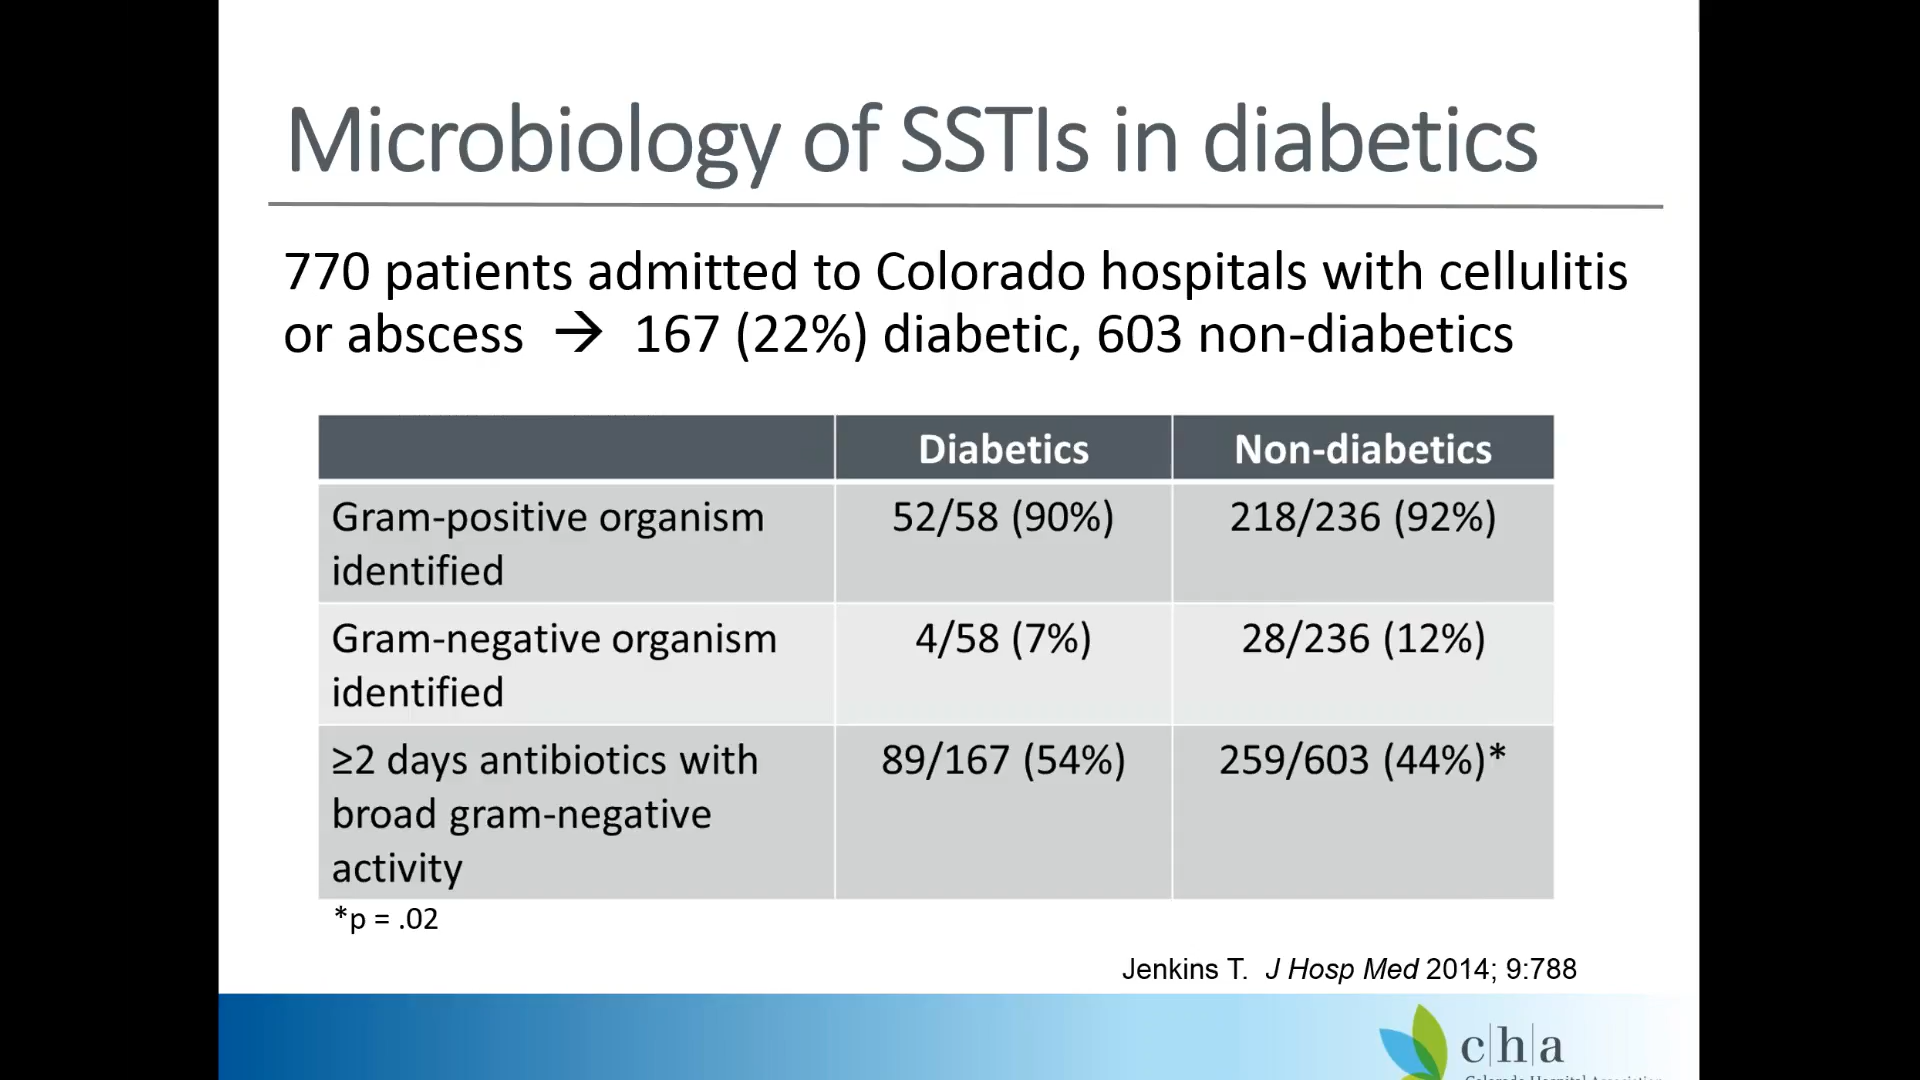 Microbiology of SSTIs in diabetics
770 patients admitted to Colorado hospitals with cellulitis
or abscess → 167 (22%) diabetic, 603 non-diabetics
Diabetics Non-diabetics
Gram-positive organism 52/58 (90%) 218/236 (92%)
identified
Gram-negative organism 4/58 (7%) 28/236 (12%)
identified
≥2 days antibiotics with 89/167 (54%) 259/603 (44%)*
broad gram-negative
activity
*p = .02
Jenkins T. J Hosp Med 2014; 9:788
c|h|a
Colorado Hospital Association